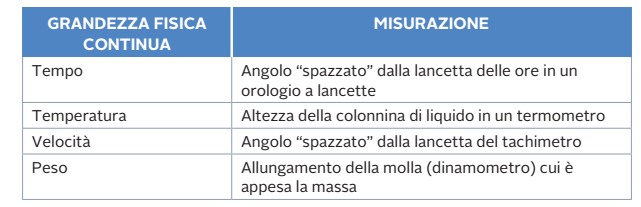 GRANDEZZA FISICA
CONTINUA
MISURAZIONE
Tempo
Angolo “spazzato” dalla lancetta delle ore in un
orologio a lancette
Temperatura
Altezza della colonnina di liquido in un termometro
Velocità
Angolo “spazzato” dalla lancetta del tachimetro
Peso
Allungamento della molla (dinamometro) cui è
appesa la massa